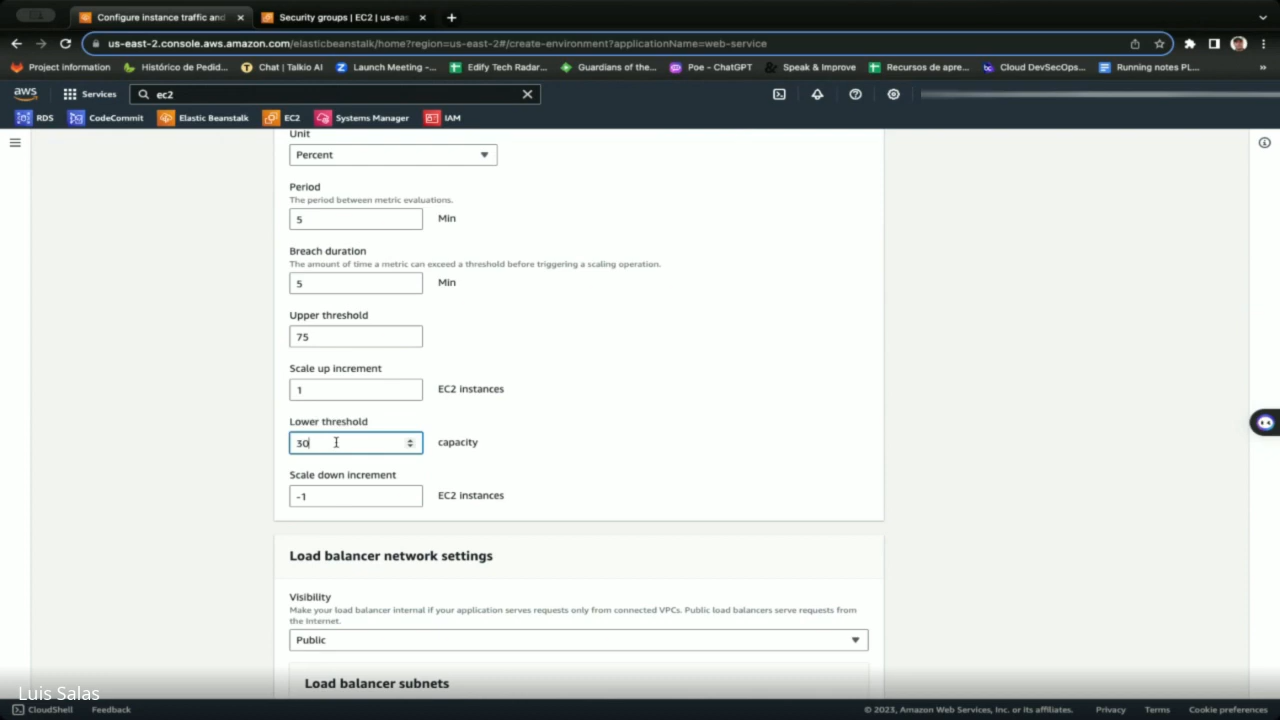 Configure instance traffic and
Security groups | EC2 | us-eas
us-east-2.console.aws.amazon.com/elasticbeanstalk/home?region=us-east-2#/create-environment?applicationName=web-service
Project information
Histórico de Pedid...
Chat | Talkio AI
Launch Meeting -...
Edify Tech Radar...
Guardians of the...
Poe - ChatGPT
Speak & Improve
Recursos de apre...
Cloud DevSecOps...
Running notes PL...
»
aws
Services
ec2
RDS
CodeCommit
Elastic Beanstalk
EC2
Systems Manager
IAM
Unit
Percent
Period
The period between metric evaluations.
5 Min
Breach duration
The amount of time a metric can exceed a threshold before triggering a scaling operation.
5 Min
Upper threshold
75
Scale up increment
1 EC2 instances
Lower threshold
30 capacity
Scale down increment
-1 EC2 instances
Load balancer network settings
Visibility
Make your load balancer internal if your application serves requests only from connected VPCs. Public load balancers serve requests from
the Internet.
Public
Load balancer subnets
Luis Salas
CloudShell
Feedback
© 2023, Amazon Web Services, Inc. or its affiliates.
Privacy
Terms
Cookie preferences